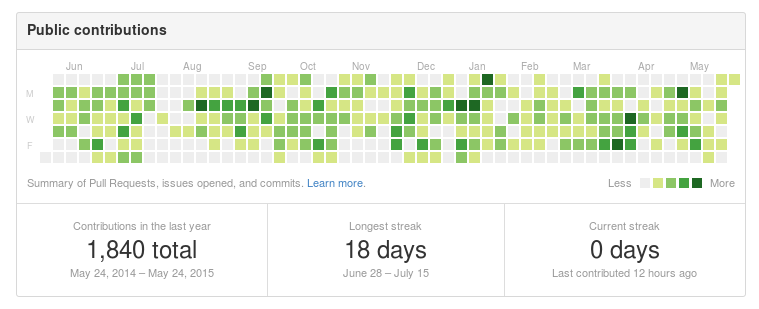 Public contributions
Jun Jul Aug Sep Oct Nov Dec Jan Feb Mar Apr May
M
W
F
Summary of Pull Requests, issues opened, and commits. Learn more.
Less More
Contributions in the last year
1,840 total
May 24, 2014 – May 24, 2015
Longest streak
18 days
June 28 – July 15
Current streak
0 days
Last contributed 12 hours ago